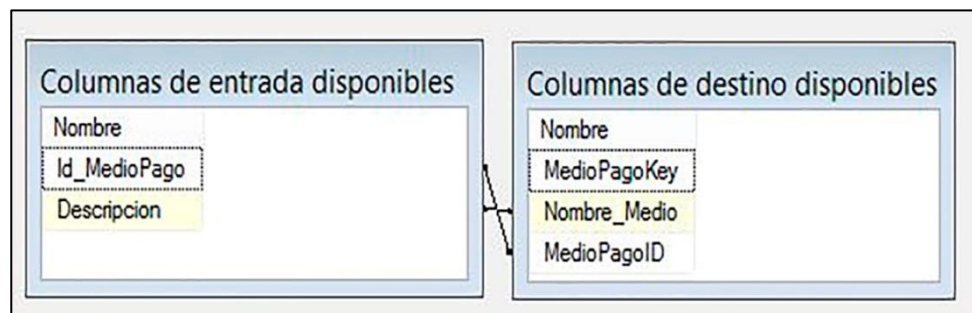 Columnas de entrada disponibles
Nombre
Id_MedioPago
Descripcion
Columnas de destino disponibles
Nombre
MedioPagoKey
Nombre_Medio
MedioPagoID